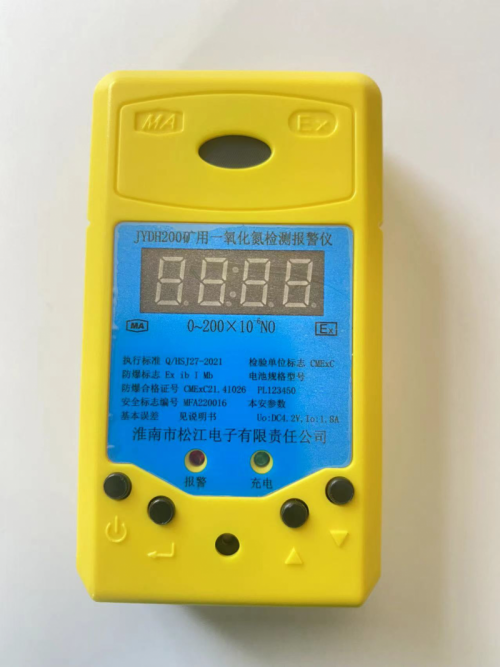 MA Ex
JYDH200矿用一氧化氮检测报警仪
MA 0~200×10⁻⁶NO Ex
执行标准 Q/HSJ27-2021 检验单位标志 CMExC
防爆标志 Ex ib I Mb 电池规格型号
防爆合格证号 CMExC21.41026 PL123450
安全标志编号 MFA220016 本安参数
基本误差 见说明书 Uo:DC4.2V,Io:1.8A
淮南市松江电子有限责任公司
报警 充电